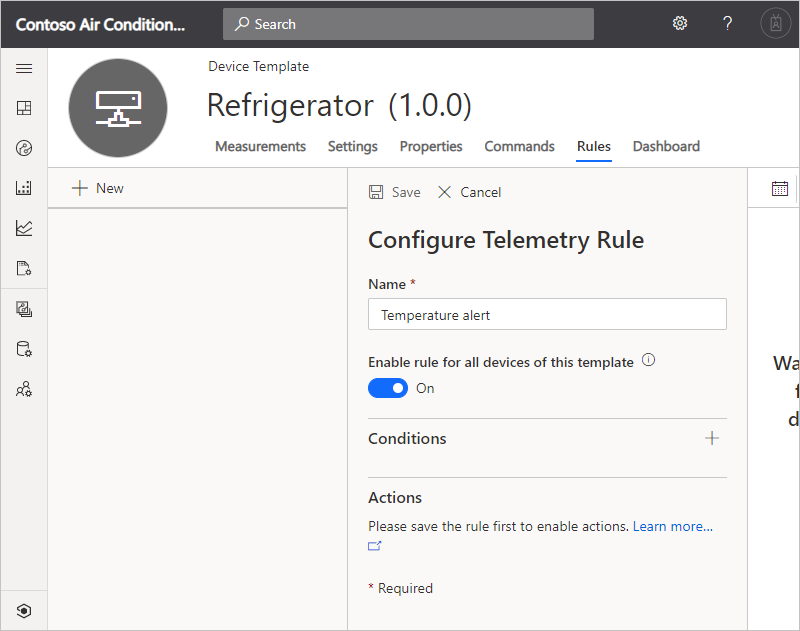 Contoso Air Condition...
Search
?
Device Template
Refrigerator (1.0.0)
Measurements Settings Properties Commands Rules Dashboard
New
Save Cancel
Configure Telemetry Rule
Name *
Temperature alert
Enable rule for all devices of this template
On
Conditions
Actions
Please save the rule first to enable actions. Learn more...
* Required
Wa
f
d